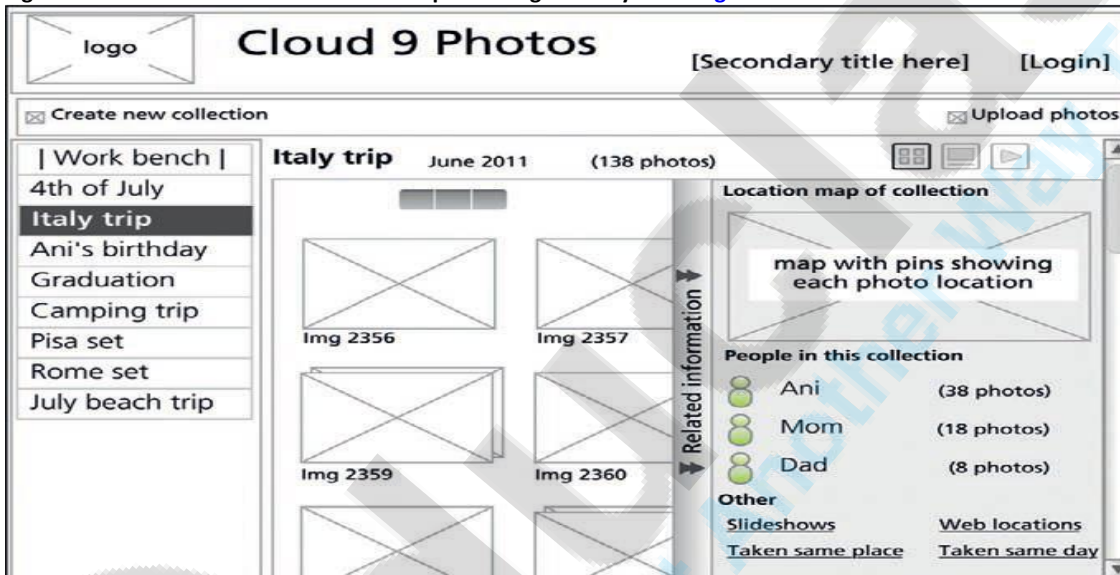 logo
Cloud 9 Photos
[Secondary title here]
[Login]
Create new collection
Upload photos
| Work bench |
4th of July
Italy trip
Ani's birthday
Graduation
Camping trip
Pisa set
Rome set
July beach trip
Italy trip June 2011 (138 photos)
Img 2356
Img 2357
Img 2359
Img 2360
Related information
Location map of collection
map with pins showing
each photo location
People in this collection
Ani (38 photos)
Mom (18 photos)
Dad (8 photos)
Other
Slideshows Web locations
Taken same place Taken same day